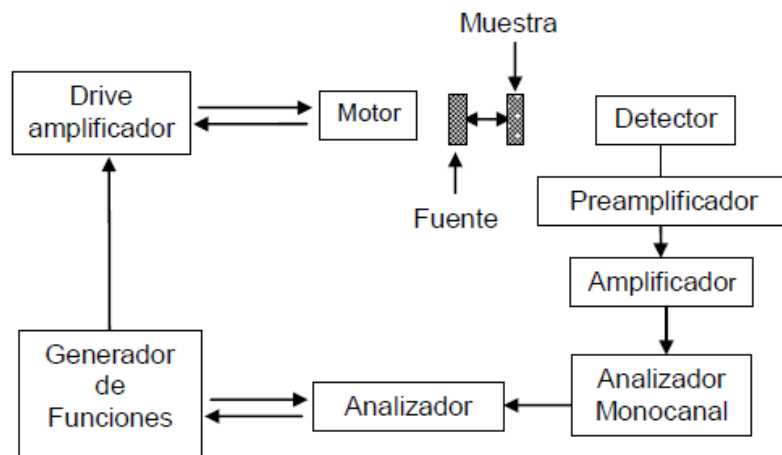 Muestra
Drive
amplificador
Motor
Detector
Fuente
Preamplificador
Amplificador
Generador
de
Funciones
Analizador
Analizador
Monocanal